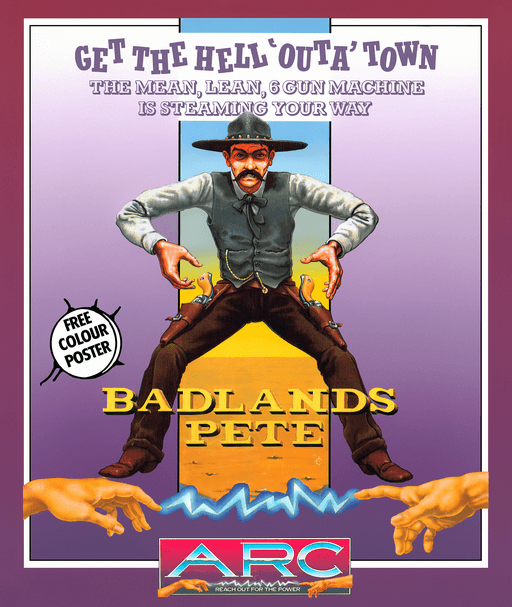 GET THE HELL 'OUTA' TOWN
THE MEAN, LEAN, 6 GUN MACHINE
IS STEAMING YOUR WAY
FREE
COLOUR
POSTER
BADLANDS
PETE
ARC
REACH OUT FOR THE POWER